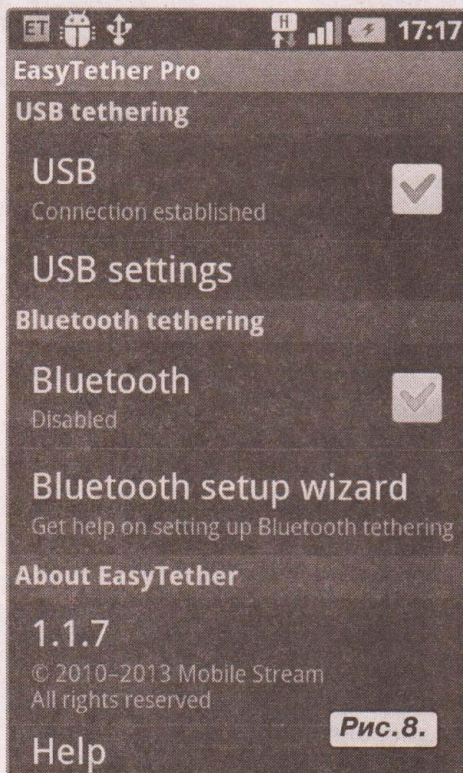 ET H 17:17
EasyTether Pro
USB tethering
USB
Connection established
USB settings
Bluetooth tethering
Bluetooth
Disabled
Bluetooth setup wizard
Get help on setting up Bluetooth tethering
About EasyTether
1.1.7
© 2010–2013 Mobile Stream
All rights reserved
Рис.8.
Help